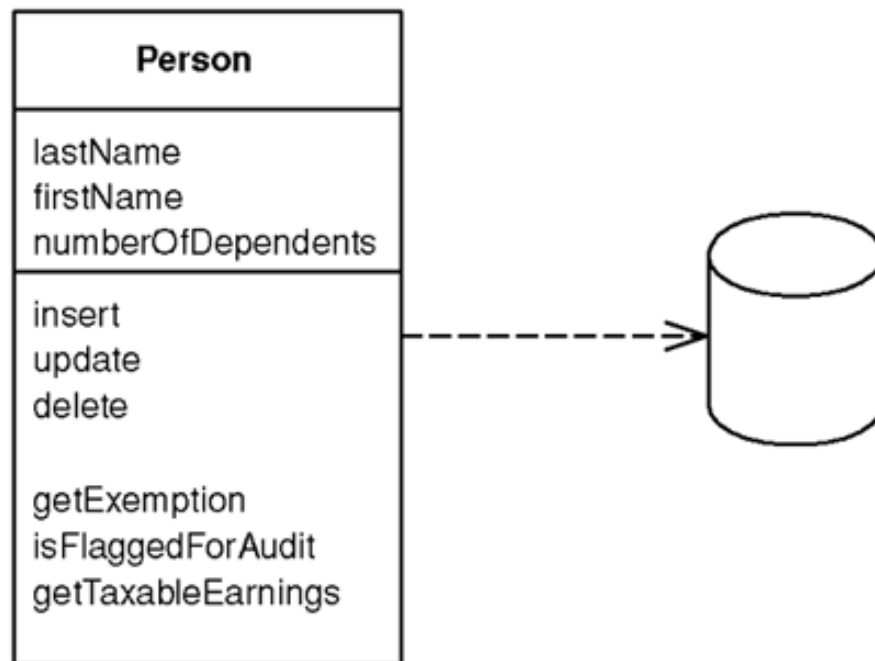 Person
lastName
firstName
numberOfDependents
insert
update
delete
getExemption
isFlaggedForAudit
getTaxableEarnings